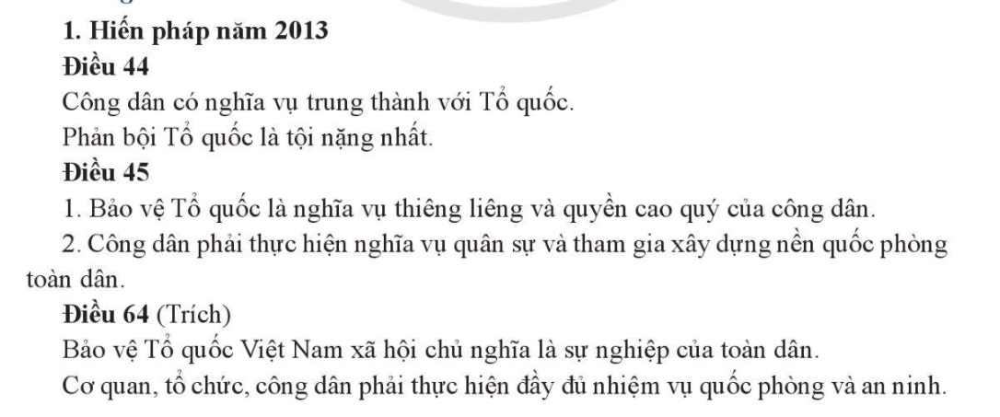 1. Hiến pháp năm 2013
Điều 44
Công dân có nghĩa vụ trung thành với Tổ quốc.
Phản bội Tổ quốc là tội nặng nhất.
Điều 45
1. Bảo vệ Tổ quốc là nghĩa vụ thiêng liêng và quyền cao quý của công dân.
2. Công dân phải thực hiện nghĩa vụ quân sự và tham gia xây dựng nền quốc phòng
toàn dân.
Điều 64 (Trích)
Bảo vệ Tổ quốc Việt Nam xã hội chủ nghĩa là sự nghiệp của toàn dân.
Cơ quan, tổ chức, công dân phải thực hiện đầy đủ nhiệm vụ quốc phòng và an ninh.